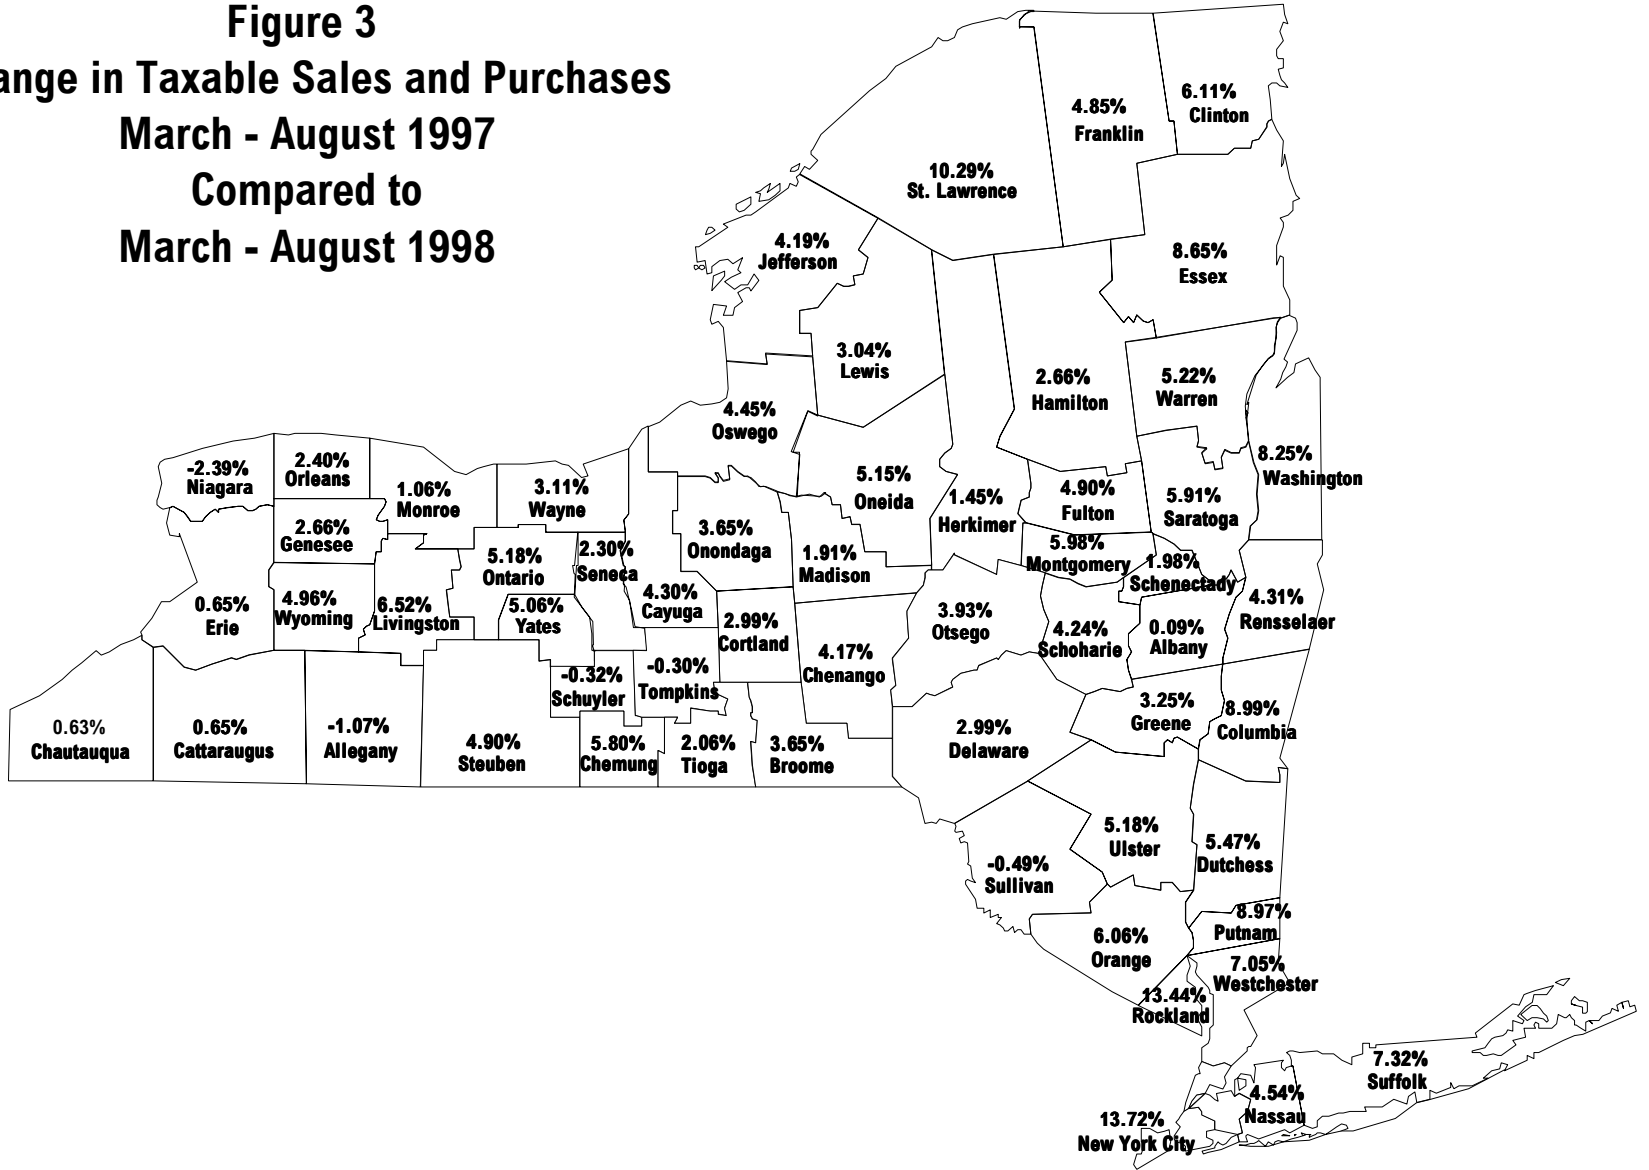 Figure 3
ange in Taxable Sales and Purchases
March - August 1997
Compared to
March - August 1998
6.11%
Clinton
4.85%
Franklin
10.29%
St. Lawrence
8.65%
Essex
4.19%
Jefferson
3.04%
Lewis
2.66%
Hamilton
5.22%
Warren
4.45%
Oswego
8.25%
Washington
-2.39%
Niagara
2.40%
Orleans
1.06%
Monroe
3.11%
Wayne
5.15%
Oneida
1.45%
Herkimer
4.90%
Fulton
5.91%
Saratoga
2.66%
Genesee
5.18%
Ontario
2.30%
Seneca
3.65%
Onondaga
1.91%
Madison
5.98%
Montgomery
1.98%
Schenectady
0.65%
Erie
4.96%
Wyoming
6.52%
Livingston
5.06%
Yates
4.30%
Cayuga
2.99%
Cortland
3.93%
Otsego
4.24%
Schoharie
0.09%
Albany
4.31%
Rensselaer
4.17%
Chenango
-0.32%
Schuyler
-0.30%
Tompkins
3.25%
Greene
8.99%
Columbia
0.63%
Chautauqua
0.65%
Cattaraugus
-1.07%
Allegany
4.90%
Steuben
5.80%
Chemung
2.06%
Tioga
3.65%
Broome
2.99%
Delaware
5.18%
Ulster
5.47%
Dutchess
-0.49%
Sullivan
8.97%
Putnam
6.06%
Orange
7.05%
Westchester
13.44%
Rockland
7.32%
Suffolk
4.54%
Nassau
13.72%
New York City